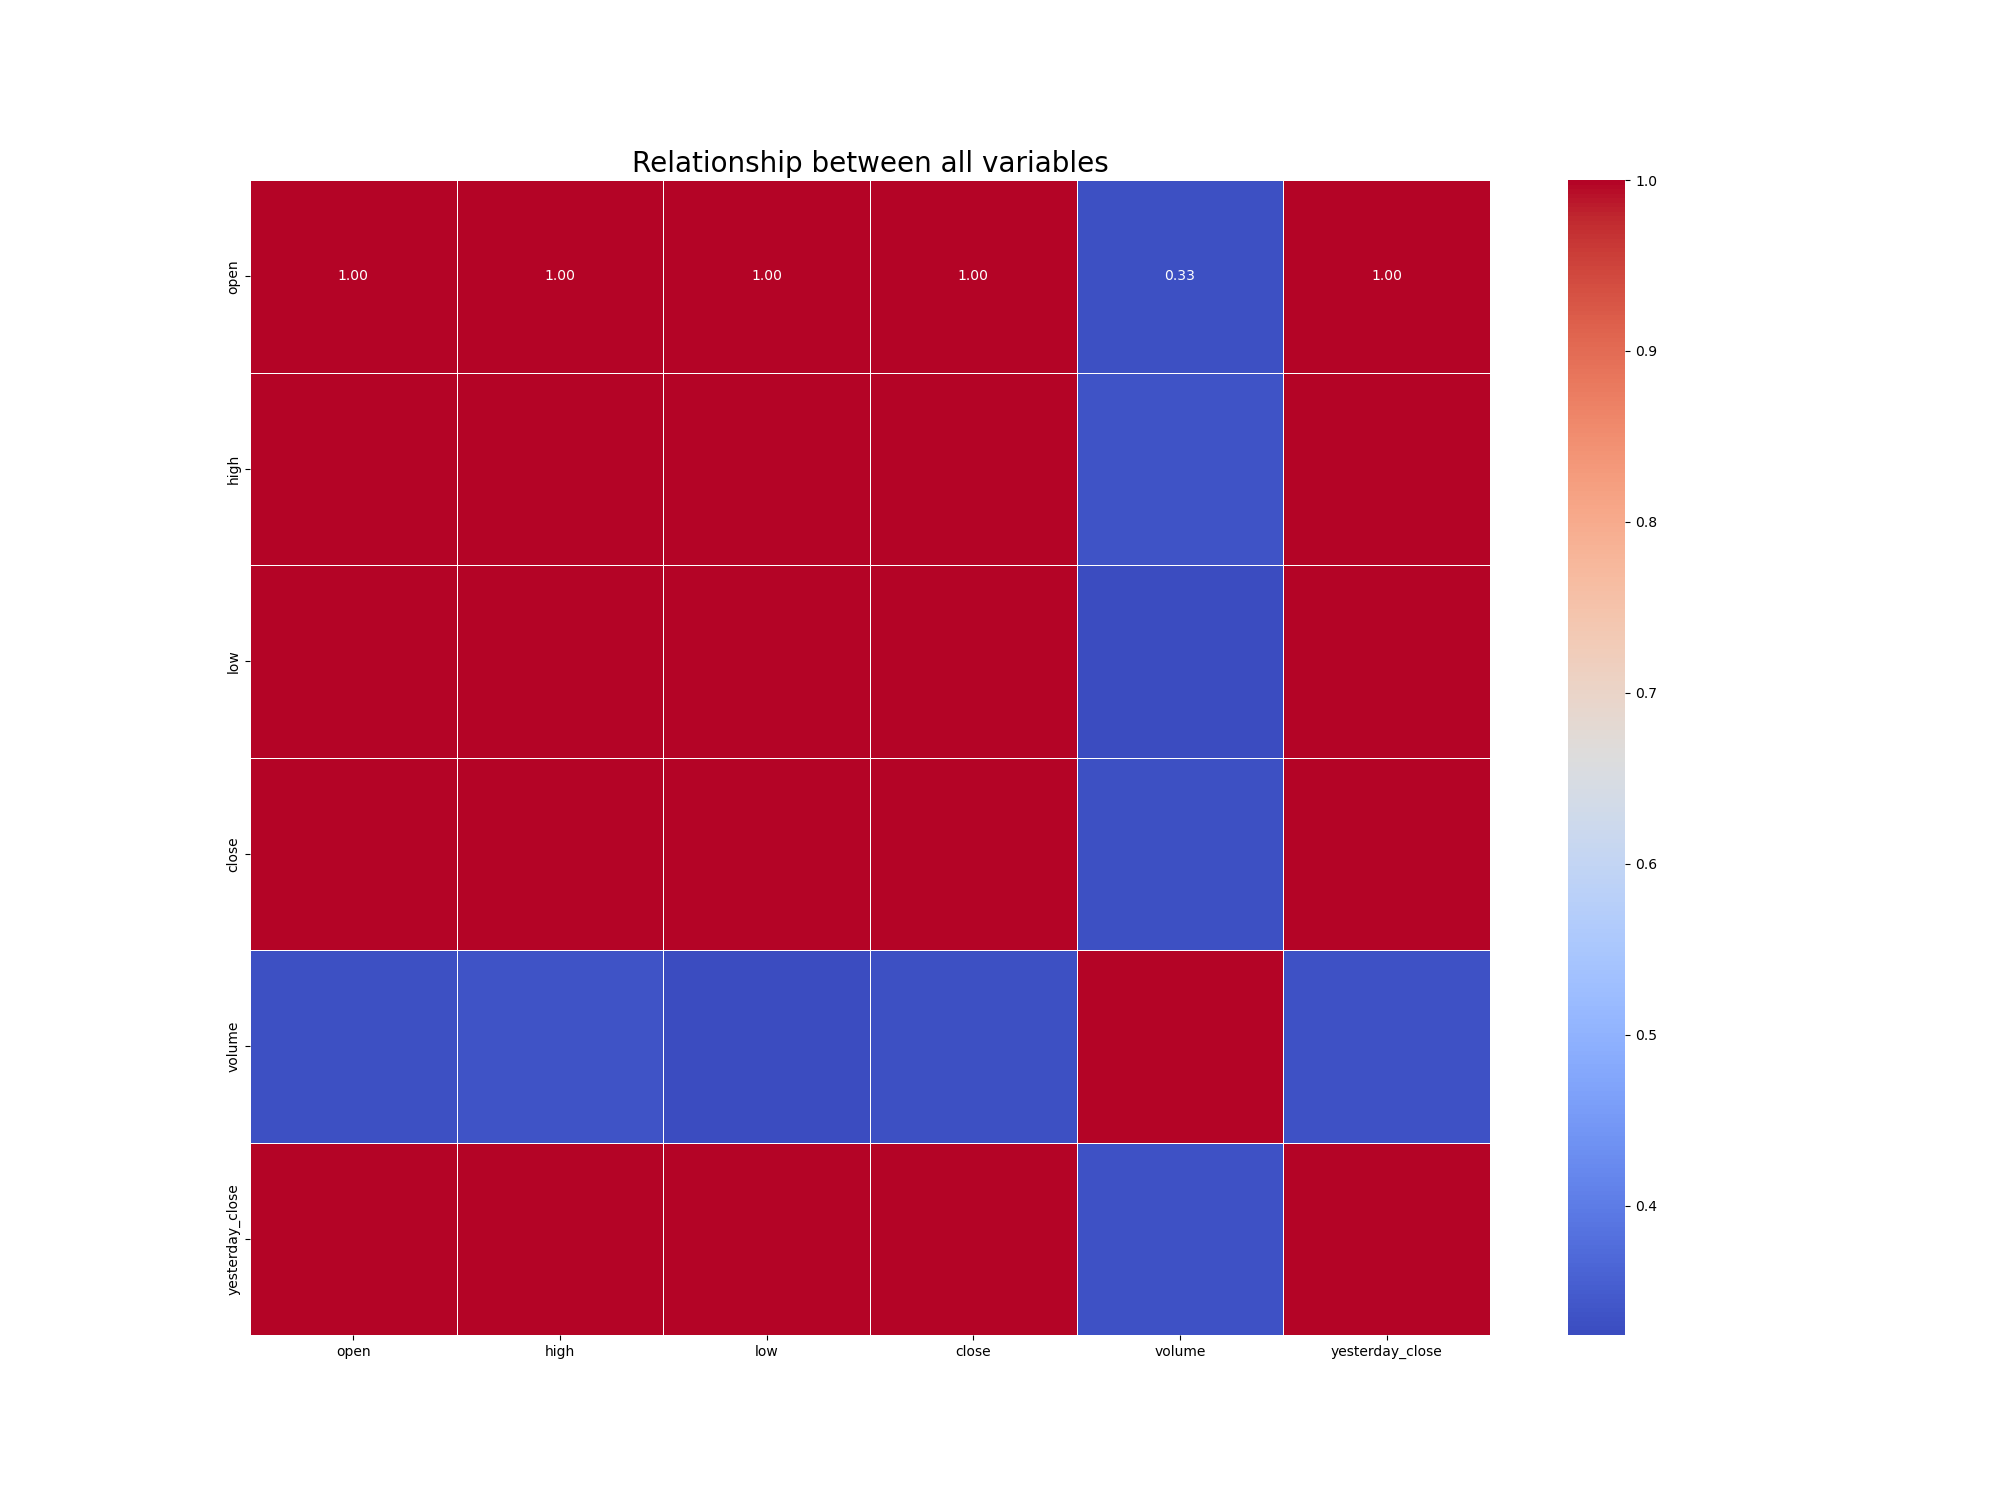 Relationship between all variables
open
1.00 1.00 1.00 1.00 0.33 1.00
high
low
close
volume
yesterday_close
open high low close volume yesterday_close
1.0
0.9
0.8
0.7
0.6
0.5
0.4